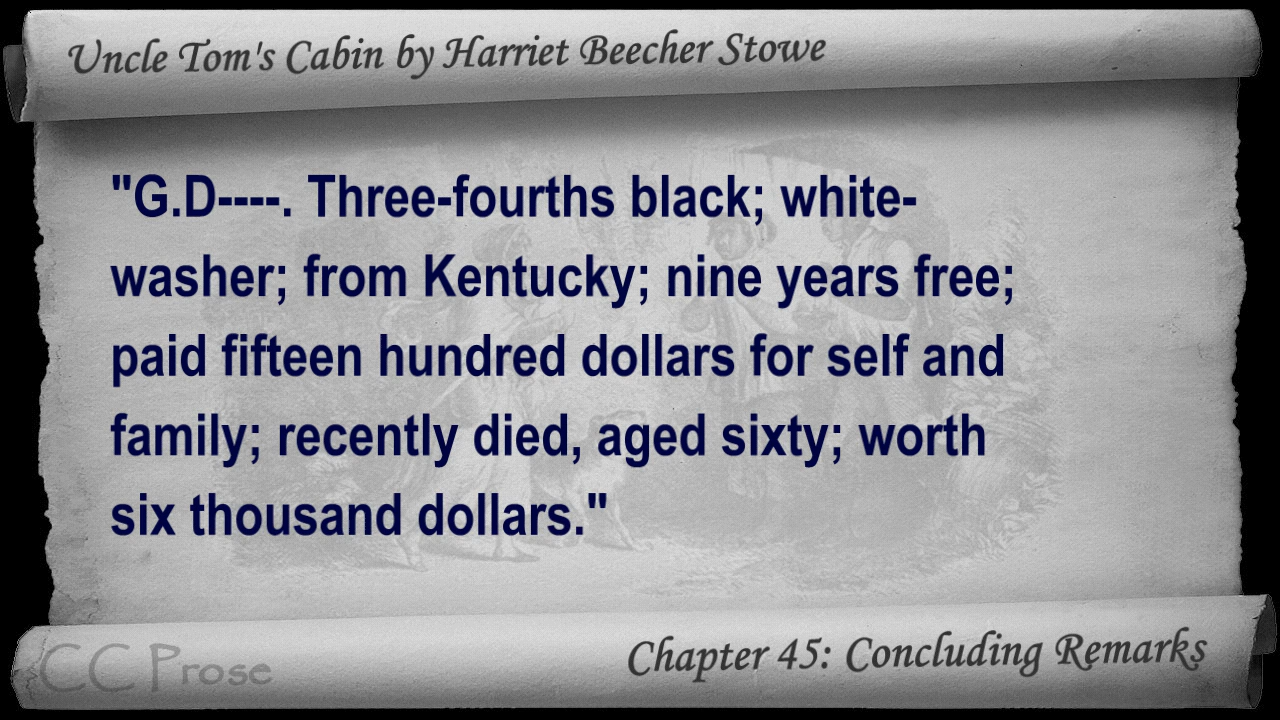 Uncle Tom's Cabin by Harriet Beecher Stowe
"G.D----. Three-fourths black; white-
washer; from Kentucky; nine years free;
paid fifteen hundred dollars for self and
family; recently died, aged sixty; worth
six thousand dollars."
CC Prose
Chapter 45: Concluding Remarks